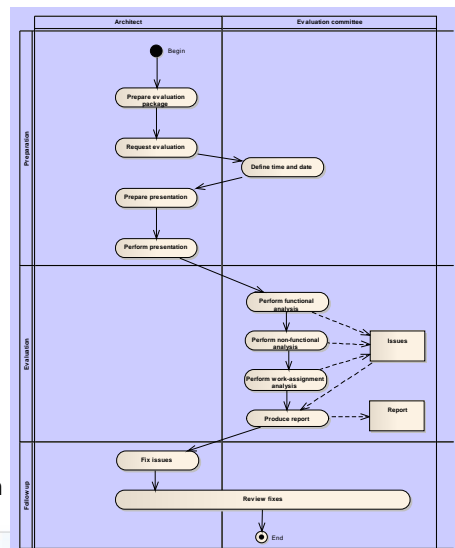 Architect
Evaluation committee
Preparation
Begin
Prepare evaluation
package
Request evaluation
Define time and date
Prepare presentation
Perform presentation
Evaluation
Perform functional
analysis
Perform non-functional
analysis
Issues
Perform work-assignment
analysis
Produce report
Report
Follow up
Fix issues
Review fixes
End